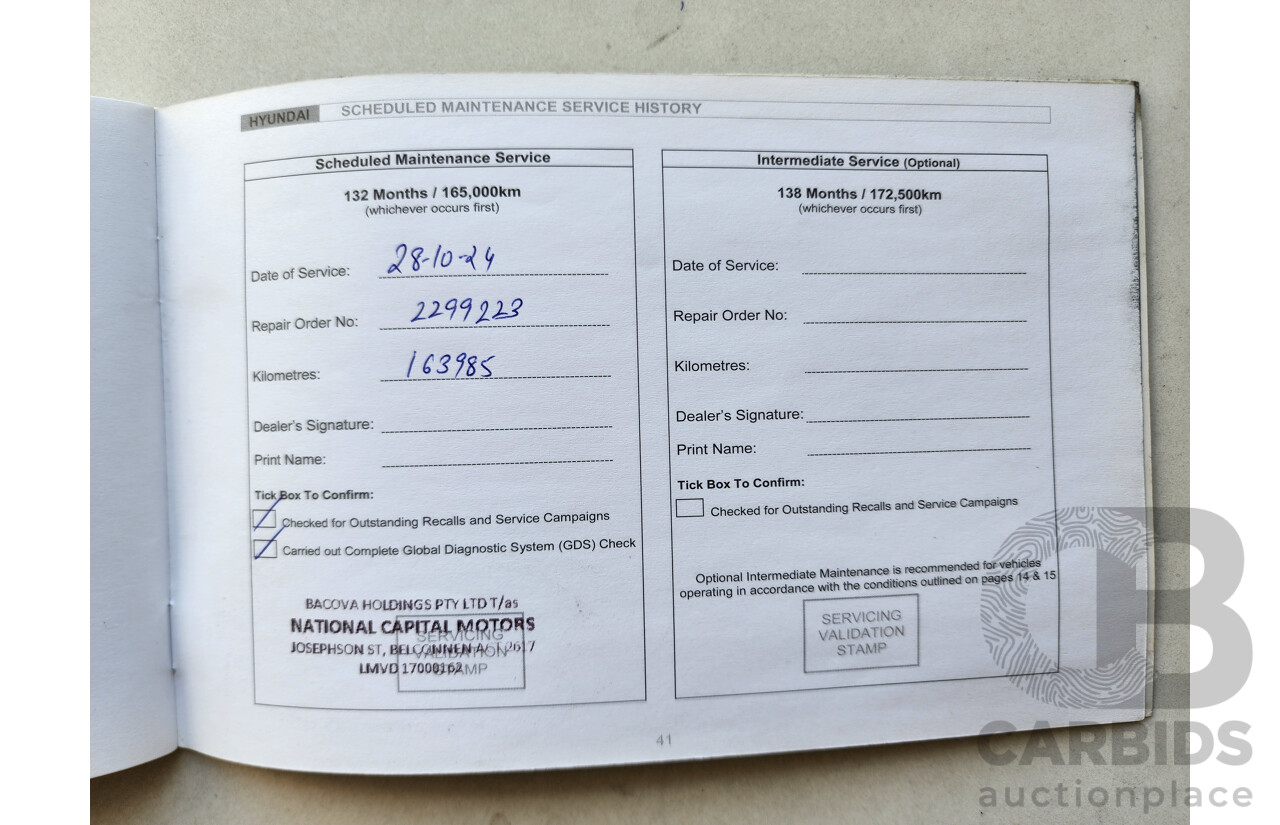 HYUNDAI SCHEDULED MAINTENANCE SERVICE HISTORY
Scheduled Maintenance Service
132 Months / 165,000km
(whichever occurs first)
Date of Service: 28-10-24
Repair Order No: 2299223
Kilometres: 163985
Dealer's Signature:
Print Name:
Tick Box To Confirm:
Checked for Outstanding Recalls and Service Campaigns
Carried out Complete Global Diagnostic System (GDS) Check
BACOVA HOLDINGS PTY LTD T/as
NATIONAL CAPITAL MOTORS
JOSEPHSON ST, BELCONNEN ACT 2617
LMVD 17000162
SERVICING
VALIDATION
STAMP
Intermediate Service (Optional)
138 Months / 172,500km
(whichever occurs first)
Date of Service:
Repair Order No:
Kilometres:
Dealer's Signature:
Print Name:
Tick Box To Confirm:
Checked for Outstanding Recalls and Service Campaigns
Optional Intermediate Maintenance is recommended for vehicles
operating in accordance with the conditions outlined on pages 14 & 15
SERVICING
VALIDATION
STAMP
41
CARBIDS
auctionplace